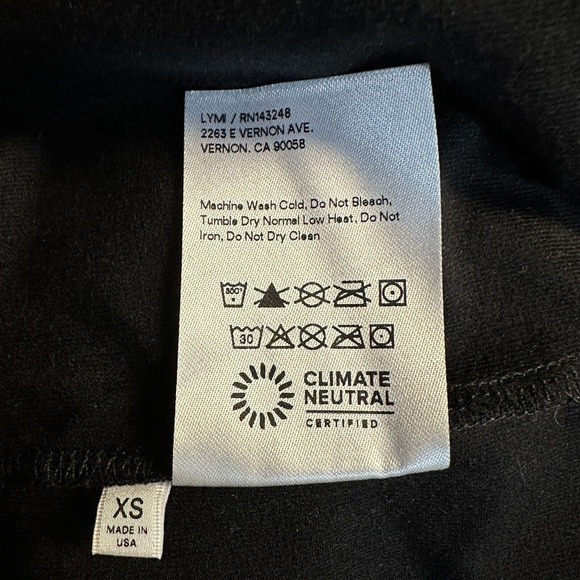 LYMI / RN143248
2263 E VERNON AVE.
VERNON. CA 90058
Machine Wash Cold, Do Not Bleach,
Tumble Dry Normal Low Heat, Do Not
Iron, Do Not Dry Clean
30
CLIMATE
NEUTRAL
CERTIFIED
XS
MADE IN
USA